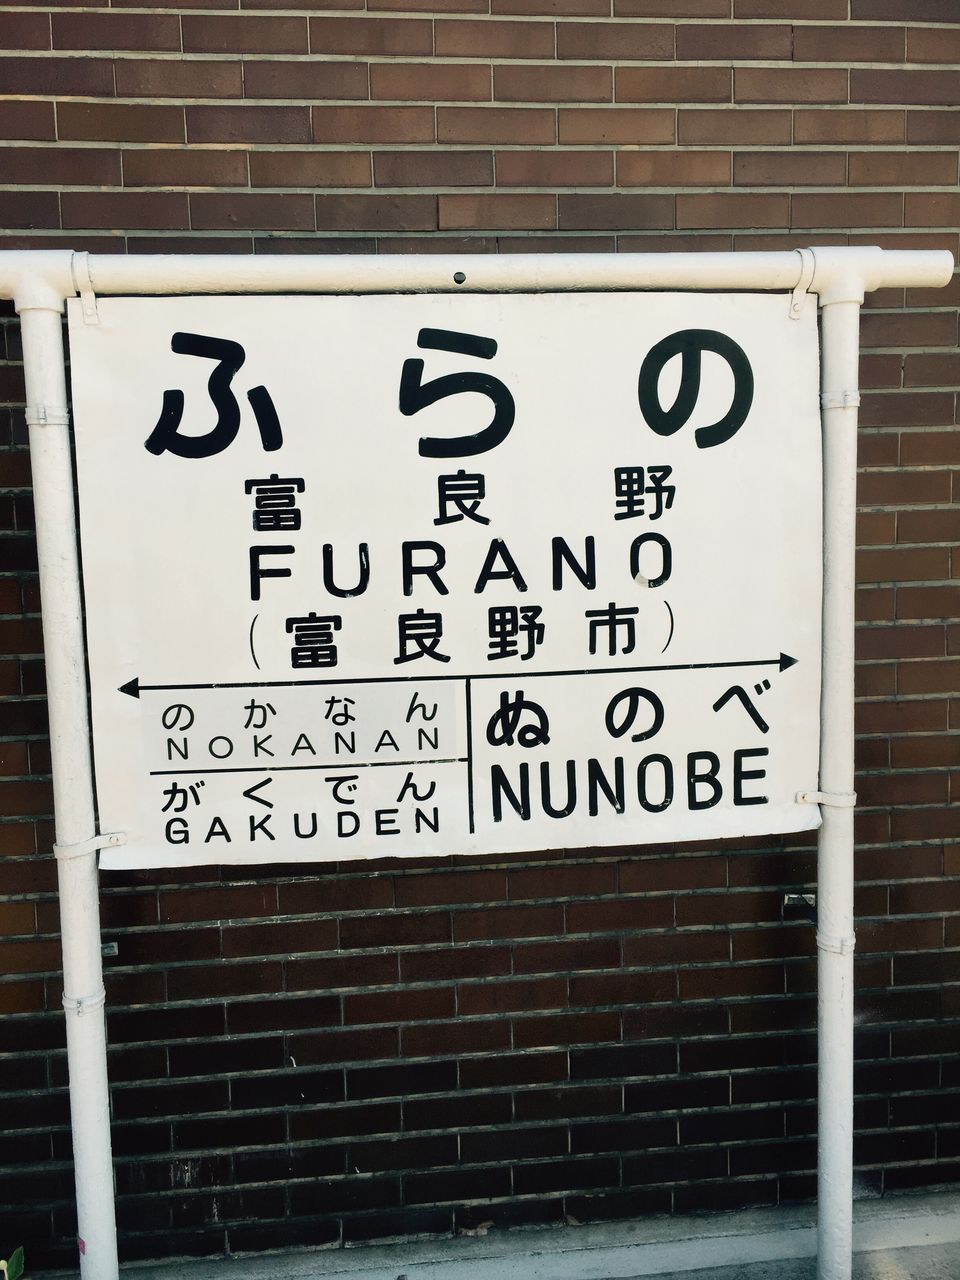 ふらの
富良野
FURANO
(富良野市)
のかなん
NOKANAN
がくでん
GAKUDEN
ぬのべ
NUNOBE